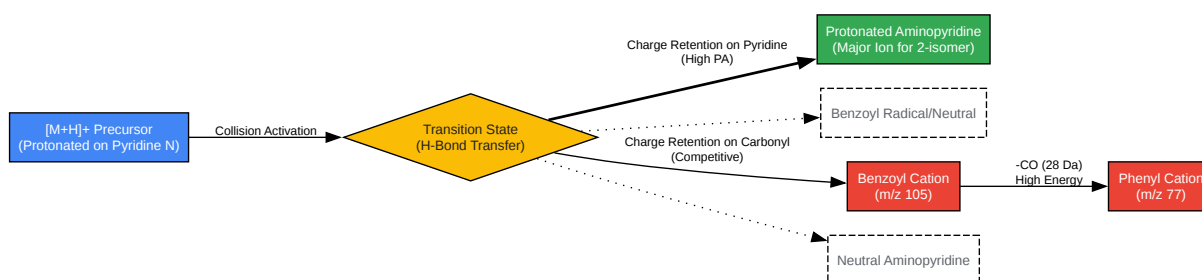 [M+H]+ Precursor
(Protonated on Pyridine N)
Collision Activation
Transition State
(H-Bond Transfer)
Charge Retention on Pyridine
(High PA)
Protonated Aminopyridine
(Major Ion for 2-isomer)
Benzoyl Radical/Neutral
Charge Retention on Carbonyl
(Competitive)
Benzoyl Cation
(m/z 105)
-CO (28 Da)
High Energy
Phenyl Cation
(m/z 77)
Neutral Aminopyridine